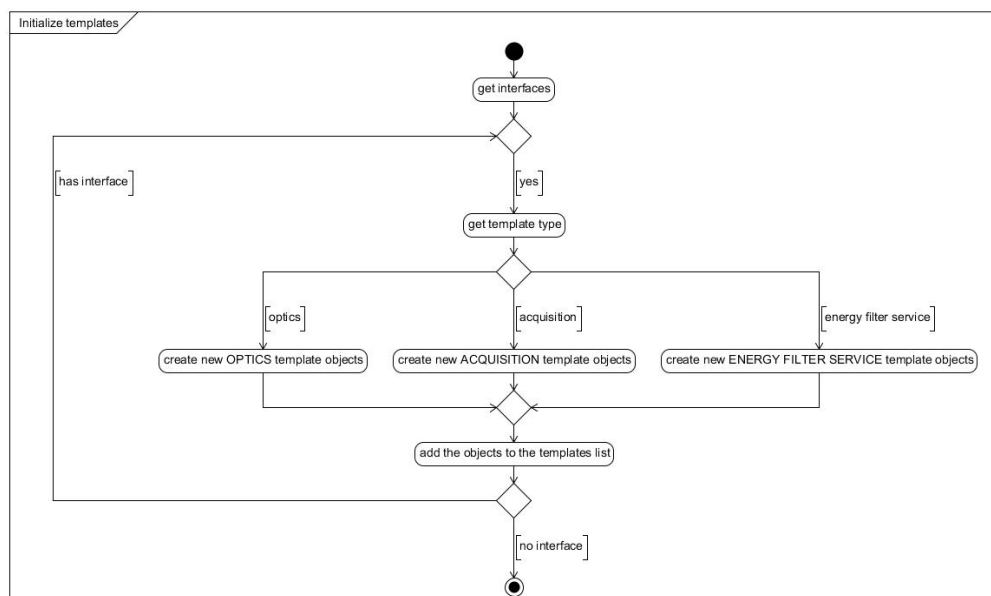 Initialize templates
get interfaces
[has interface]
[yes]
get template type
[optics]
[acquisition]
[energy filter service]
create new OPTICS template objects
create new ACQUISITION template objects
create new ENERGY FILTER SERVICE template objects
add the objects to the templates list
[no interface]